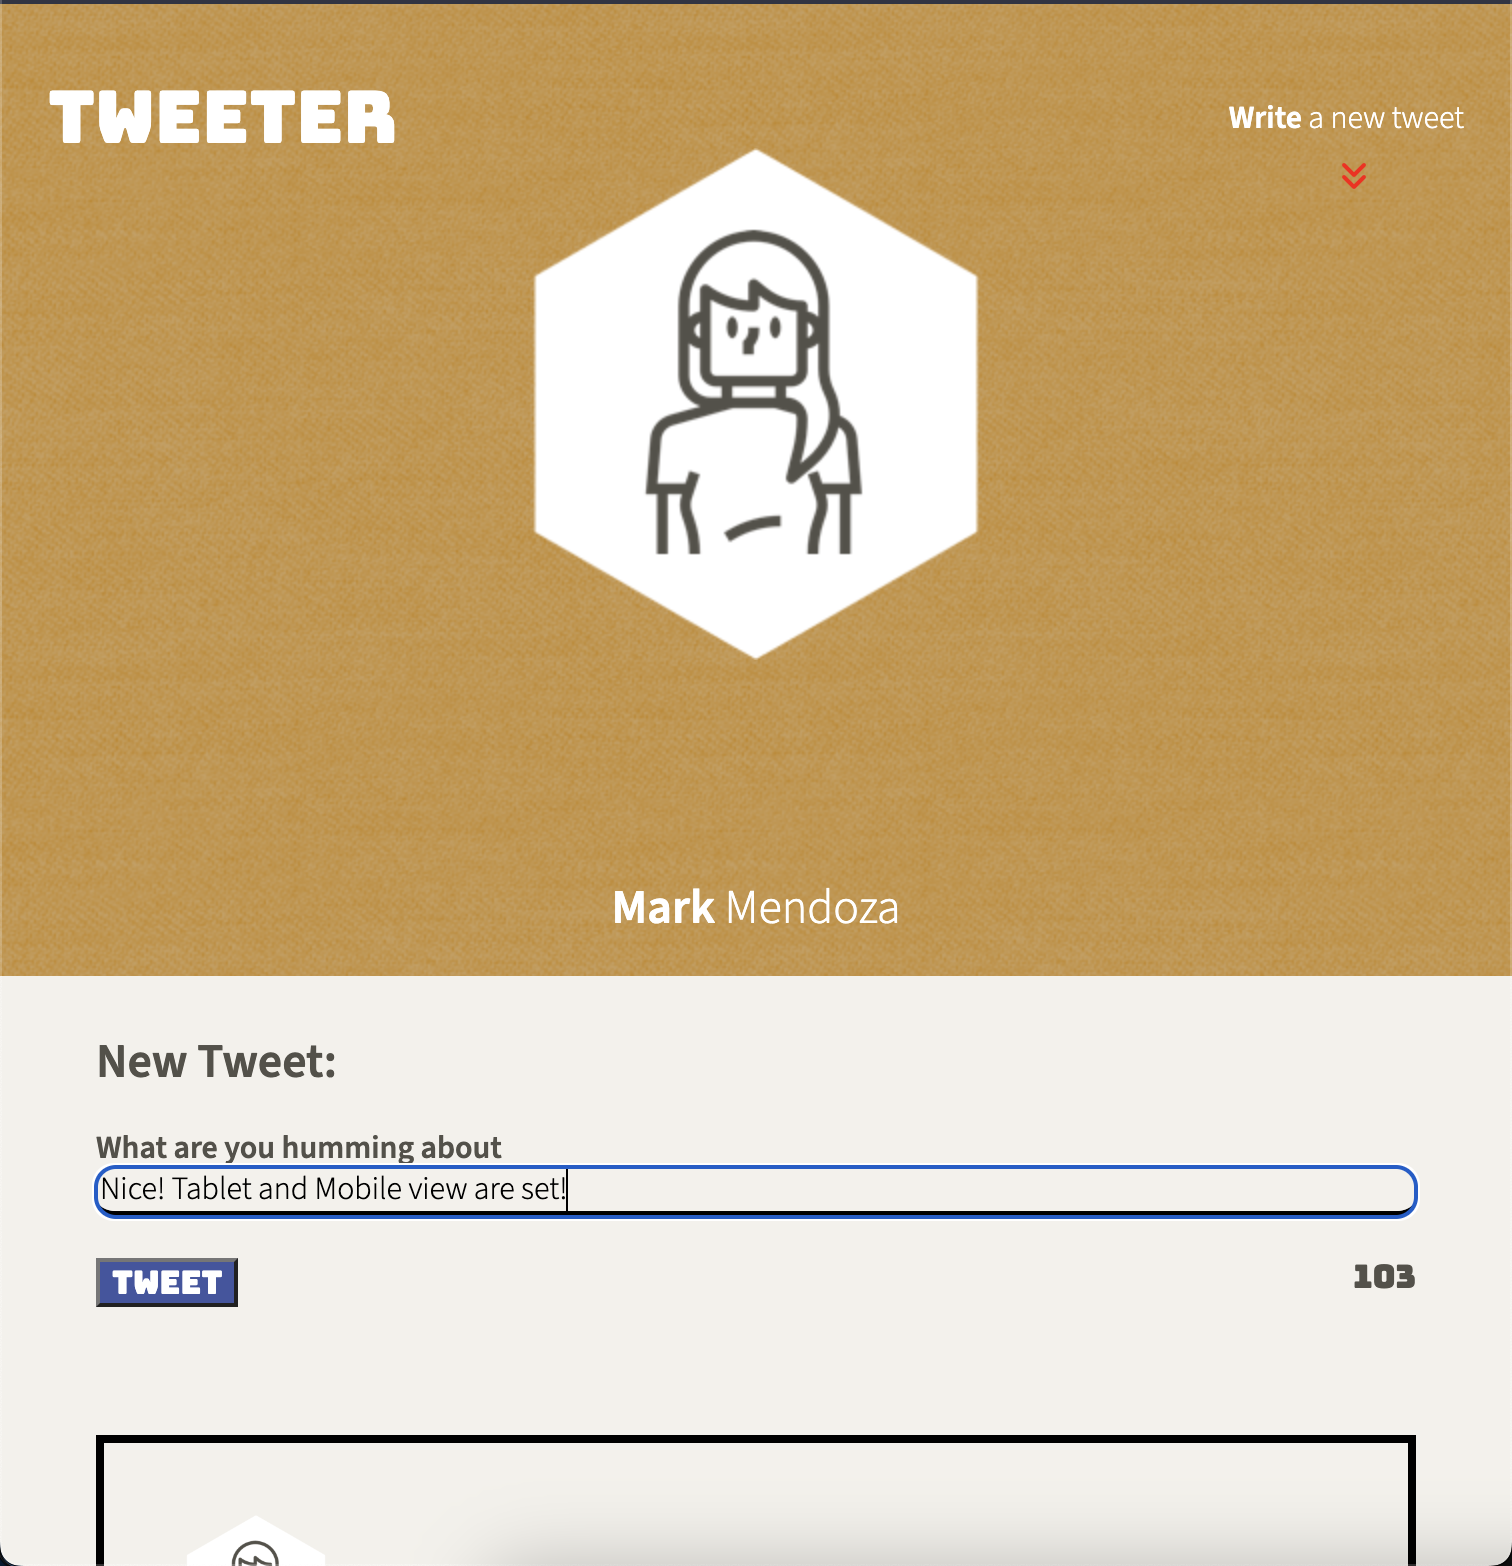 TWEETER
Write a new tweet
Mark Mendoza
New Tweet:
What are you humming about
Nice! Tablet and Mobile view are set!
TWEET
103